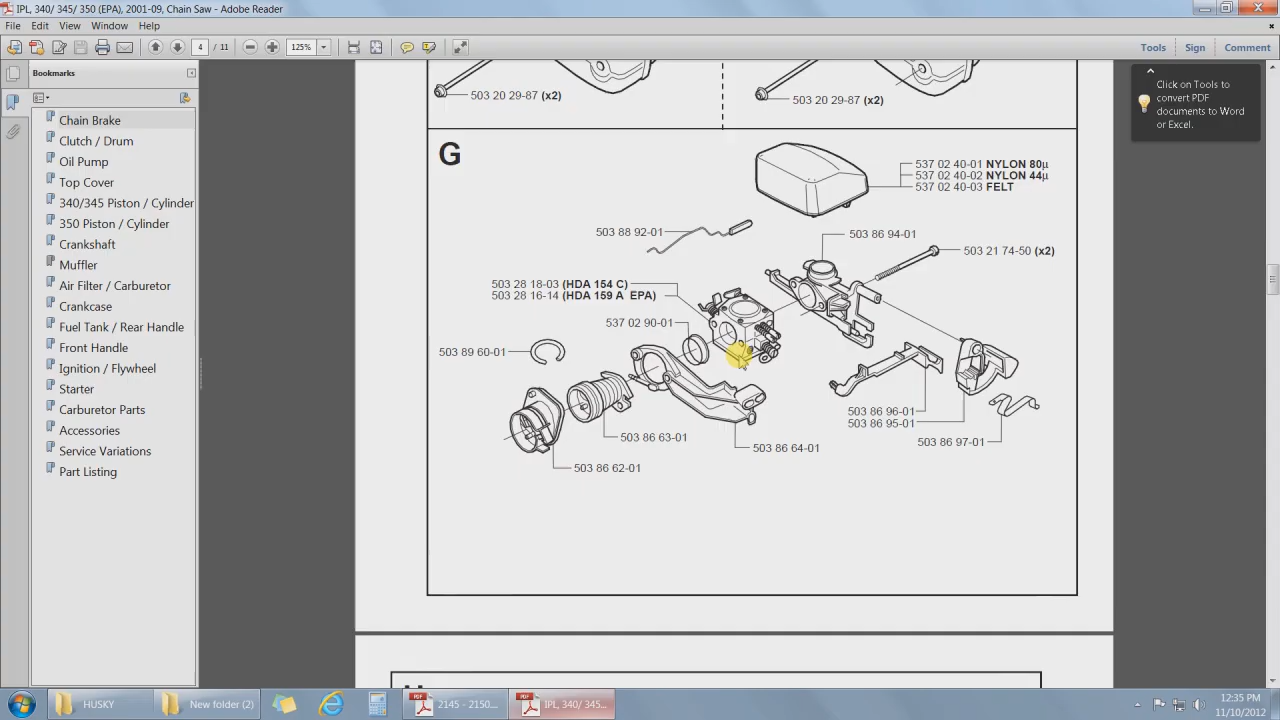 IPL, 340/ 345/ 350 (EPA), 2001-09, Chain Saw - Adobe Reader
File Edit View Window Help
4 / 11 125% Tools Sign Comment
Bookmarks
Chain Brake
Clutch / Drum
Oil Pump
Top Cover
340/345 Piston / Cylinder
350 Piston / Cylinder
Crankshaft
Muffler
Air Filter / Carburetor
Crankcase
Fuel Tank / Rear Handle
Front Handle
Ignition / Flywheel
Starter
Carburetor Parts
Accessories
Service Variations
Part Listing
Click on Tools to
convert PDF
documents to Word
or Excel.
503 20 29-87 (x2)
503 20 29-87 (x2)
G
537 02 40-01 NYLON 80µ
537 02 40-02 NYLON 44µ
537 02 40-03 FELT
503 88 92-01
503 86 94-01
503 21 74-50 (x2)
503 28 18-03 (HDA 154 C)
503 28 16-14 (HDA 159 A EPA)
537 02 90-01
503 89 60-01
503 86 96-01
503 86 95-01
503 86 97-01
503 86 63-01
503 86 64-01
503 86 62-01
HUSKY
New folder (2)
2145 - 2150...
IPL, 340/ 345...
12:35 PM
11/10/2012